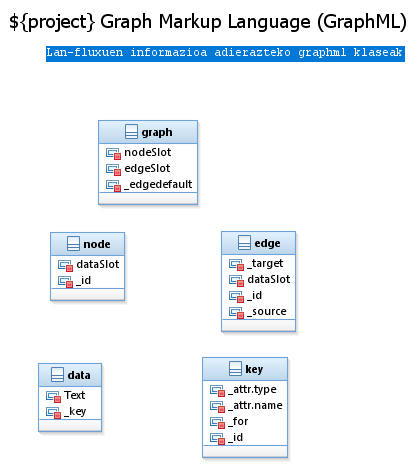 ${project} Graph Markup Language (GraphML)
Lan-fluxuen informazioa adierazteko graphml klaseak
graph
nodeSlot
edgeSlot
_edgedefault
node
dataSlot
_id
edge
_target
dataSlot
_id
_source
data
Text
_key
key
_attr.type
_attr.name
_for
_id